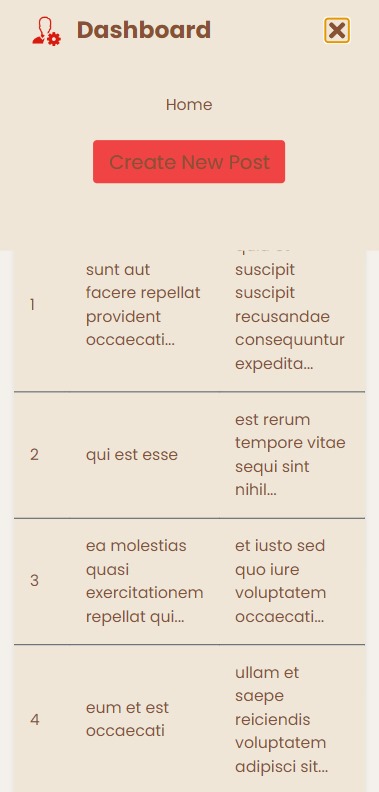 Dashboard
Home
Create New Post
1
sunt aut
facere repellat
provident
occaecati...
suscipit
suscipit
recusandae
consequuntur
expedita...
2
qui est esse
est rerum
tempore vitae
sequi sint
nihil...
3
ea molestias
quasi
exercitationem
repellat qui...
et iusto sed
quo iure
voluptatem
occaecati...
4
eum et est
occaecati
ullam et
saepe
reiciendis
voluptatem
adipisci sit...